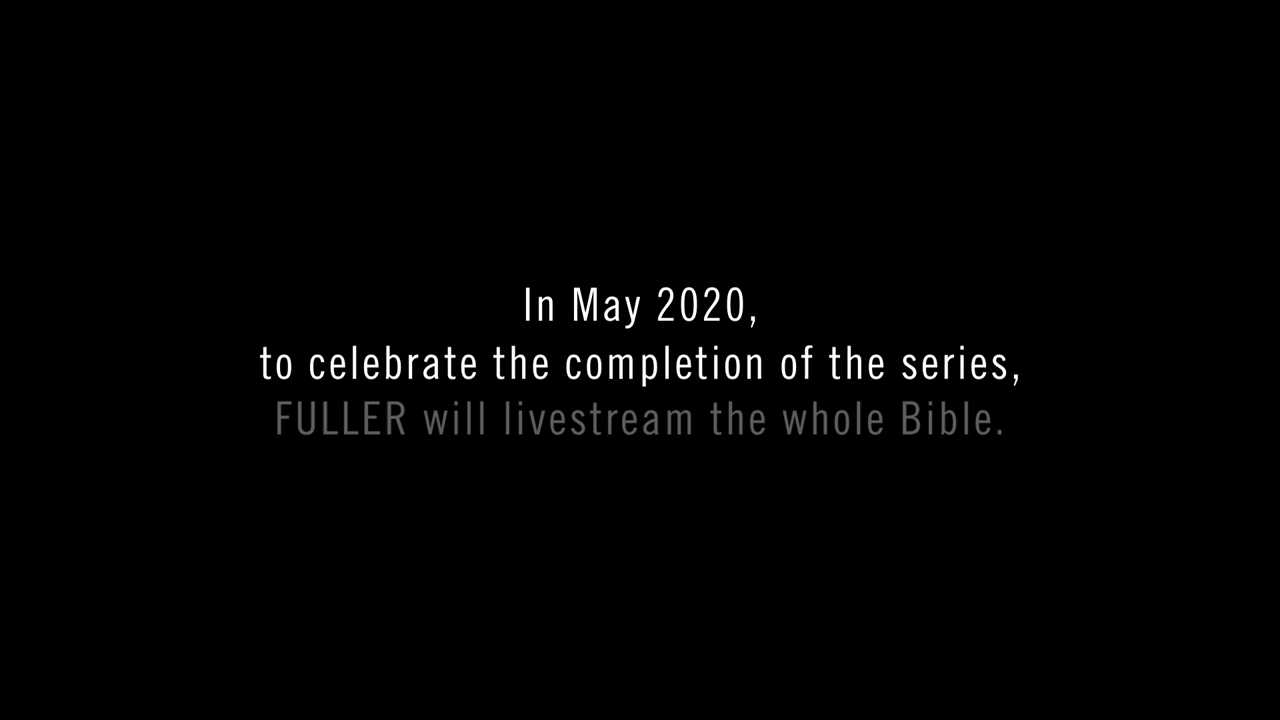 In May 2020,
to celebrate the completion of the series,
FULLER will livestream the whole Bible.